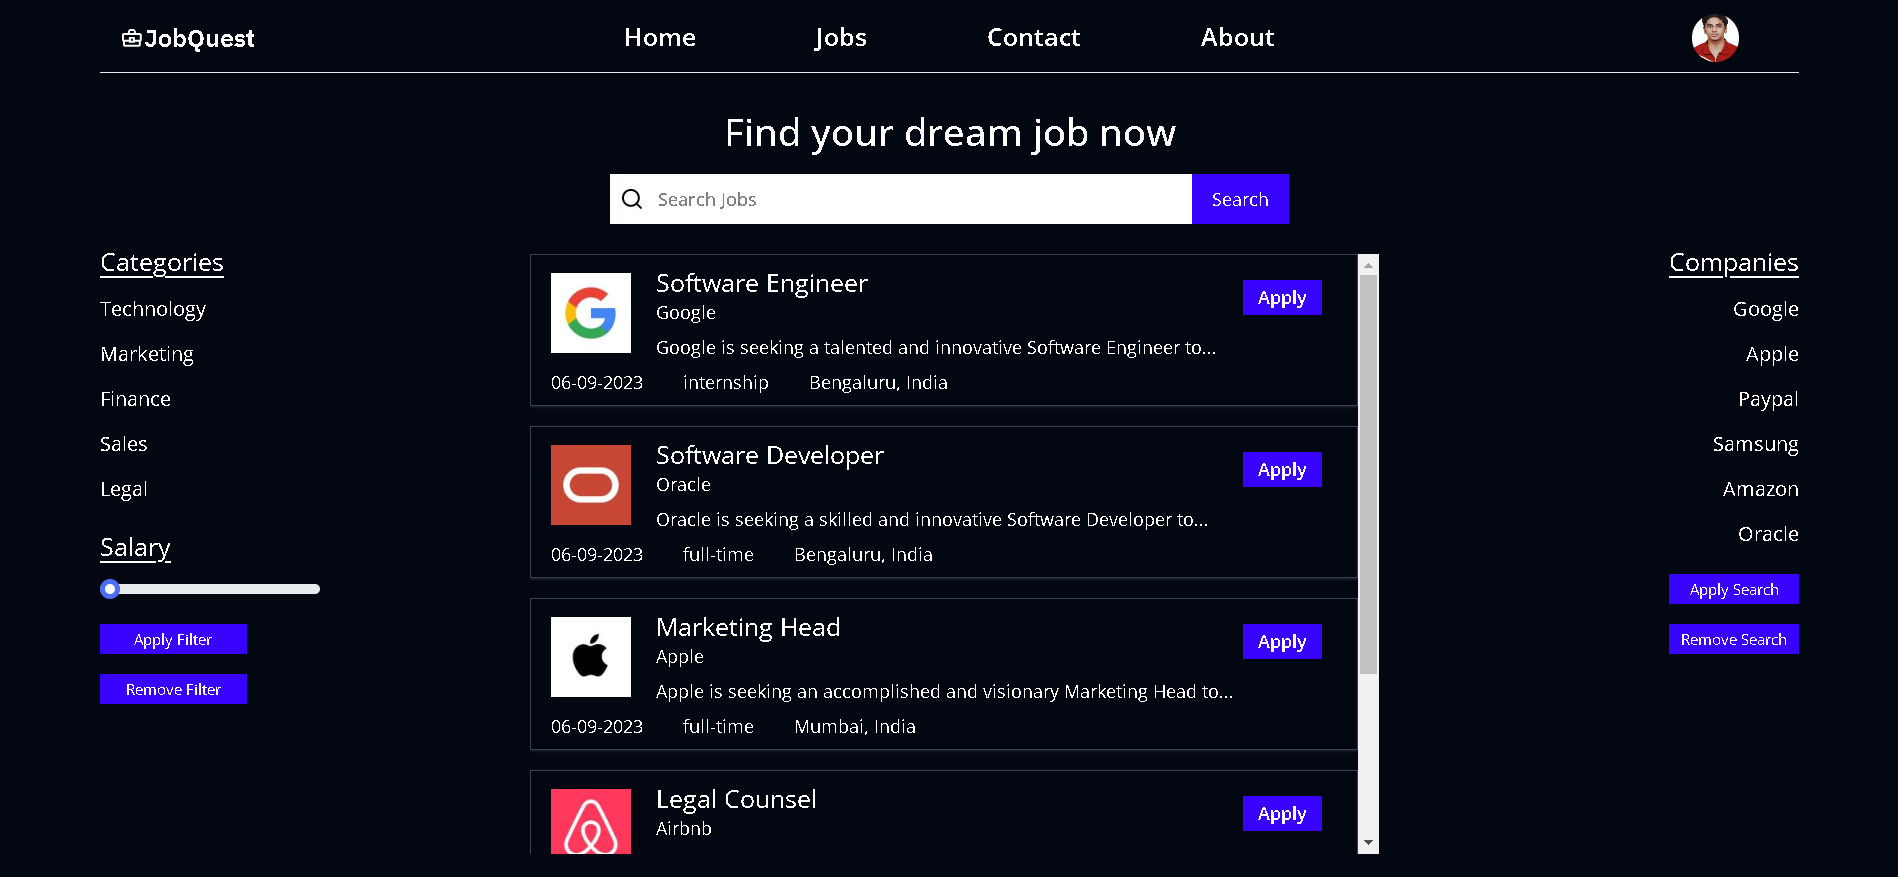 JobQuest
Home
Jobs
Contact
About
Find your dream job now
Search Jobs
Search
Categories
Technology
Marketing
Finance
Sales
Legal
Salary
Apply Filter
Remove Filter
Software Engineer
Google
Apply
Google is seeking a talented and innovative Software Engineer to...
06-09-2023 internship Bengaluru, India
Software Developer
Oracle
Apply
Oracle is seeking a skilled and innovative Software Developer to...
06-09-2023 full-time Bengaluru, India
Marketing Head
Apple
Apply
Apple is seeking an accomplished and visionary Marketing Head to...
06-09-2023 full-time Mumbai, India
Legal Counsel
Airbnb
Apply
Companies
Google
Apple
Paypal
Samsung
Amazon
Oracle
Apply Search
Remove Search